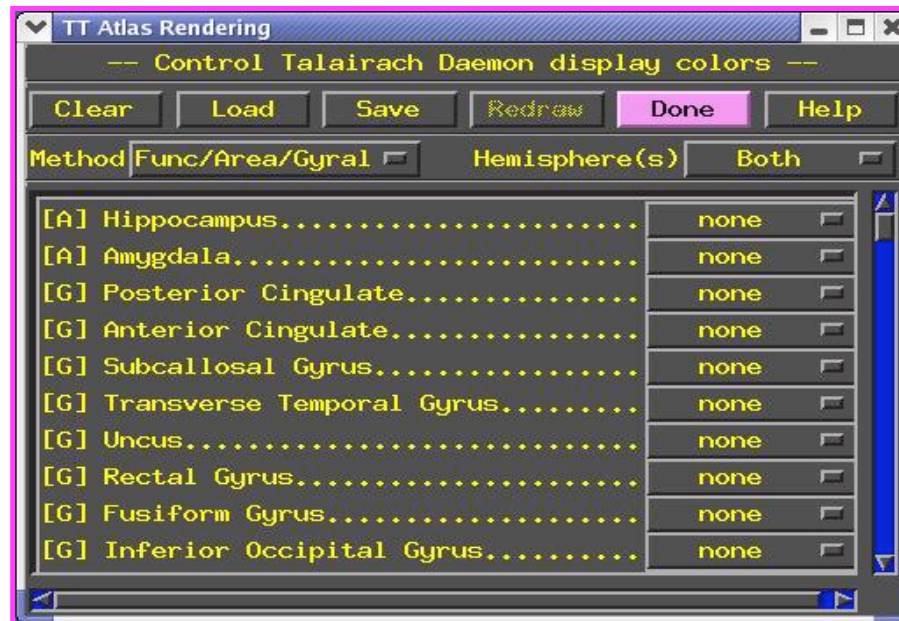 TT Atlas Rendering
-- Control Talairach Daemon display colors --
Clear Load Save Redraw Done Help
Method Func/Area/Gyral Hemisphere(s) Both
[A] Hippocampus.......................... none
[A] Amygdala............................. none
[G] Posterior Cingulate.................. none
[G] Anterior Cingulate................... none
[G] Subcallosal Gyrus.................... none
[G] Transverse Temporal Gyrus......... none
[G] Uncus................................ none
[G] Rectal Gyrus......................... none
[G] Fusiform Gyrus....................... none
[G] Inferior Occipital Gyrus.......... none